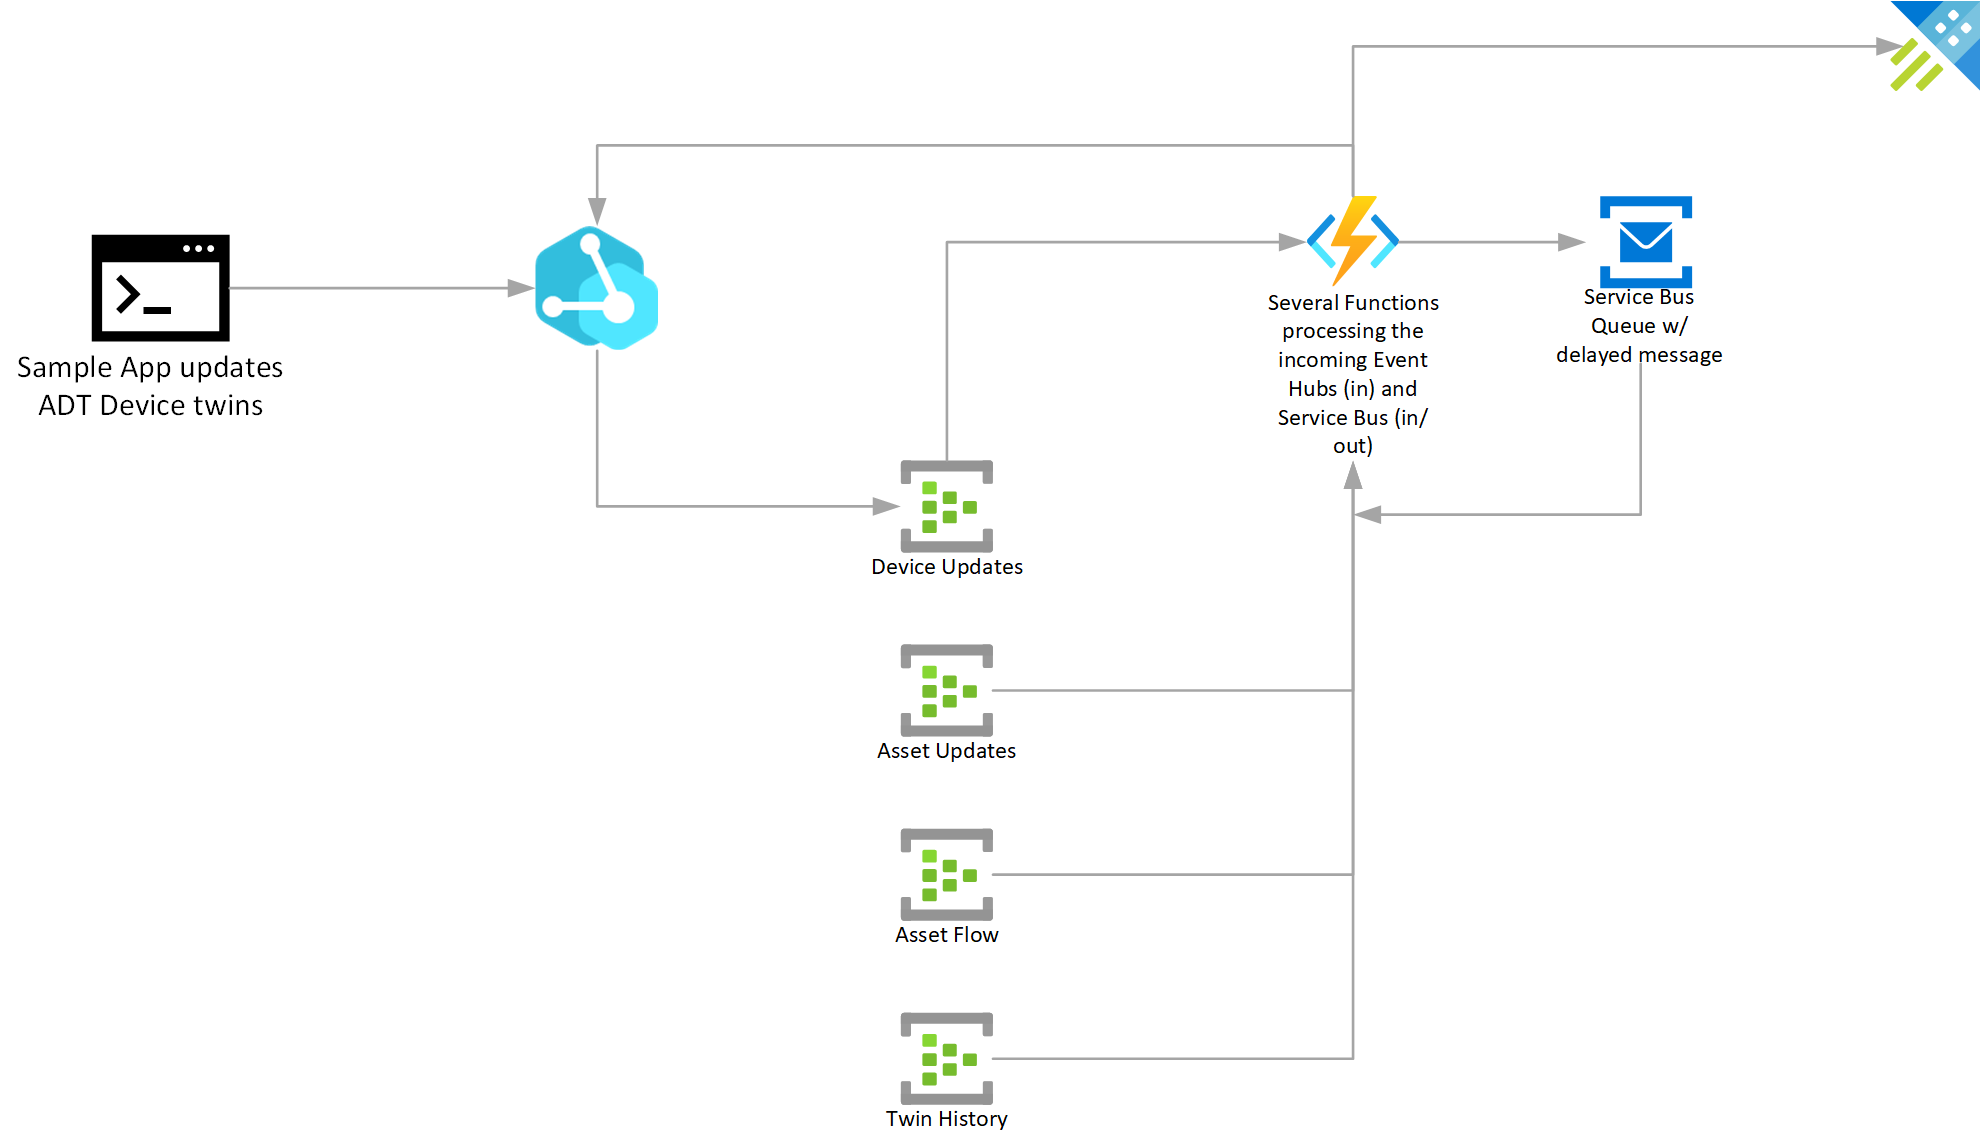 Sample App updates
ADT Device twins
Several Functions
processing the
incoming Event
Hubs (in) and
Service Bus (in/
out)
Service Bus
Queue w/
delayed message
Device Updates
Asset Updates
Asset Flow
Twin History